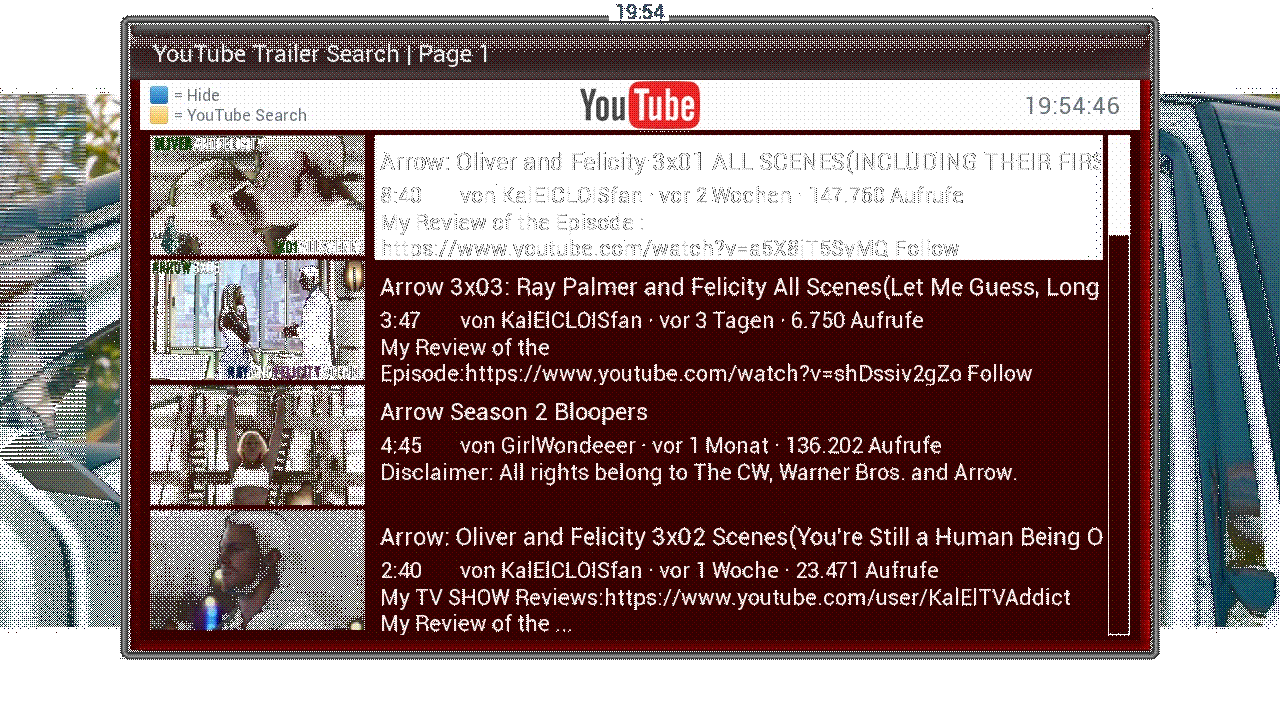 19:54
YouTube Trailer Search | Page 1
= Hide
= YouTube Search
YouTube
19:54:46
Arrow: Oliver and Felicity 3x01 ALL SCENES(INCLUDING THEIR FIRS
8:40 von KalElCLOISfan · vor 2 Wochen · 147.760 Aufrufe
My Review of the Episode :
Follow
Arrow 3x03: Ray Palmer and Felicity All Scenes(Let Me Guess, Long
3:47 von KalElCLOISfan · vor 3 Tagen · 6.750 Aufrufe
My Review of the
Episode:https://www.youtube.com/watch?v=shDssiv2gZo Follow
Arrow Season 2 Bloopers
4:45 von GirlWondeeer · vor 1 Monat · 136.202 Aufrufe
Disclaimer: All rights belong to The CW, Warner Bros. and Arrow.
Arrow: Oliver and Felicity 3x02 Scenes(You're Still a Human Being O
2:40 von KalElCLOISfan · vor 1 Woche · 23.471 Aufrufe
My TV SHOW Reviews:https://www.youtube.com/user/KalElTVAddict
My Review of the ...